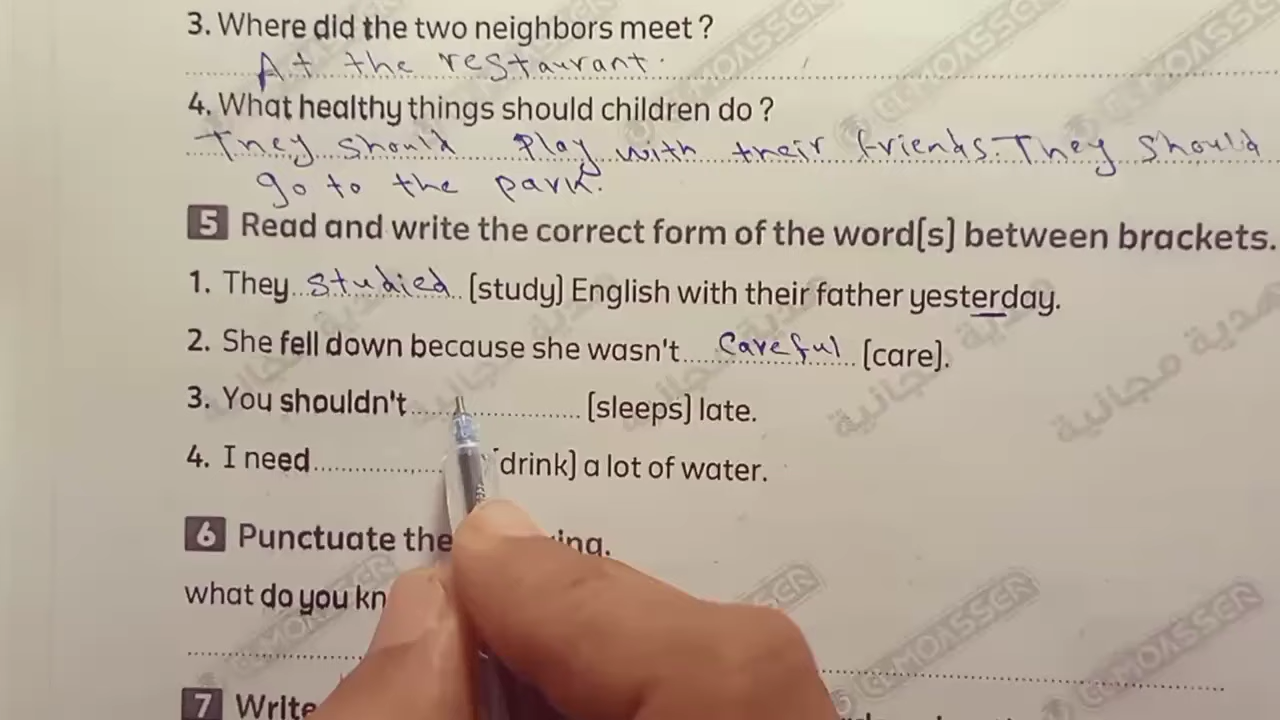 3. Where did the two neighbors meet ?
At the restaurant.
4. What healthy things should children do ?
They should play with their friends. They should
go to the park.
5 Read and write the correct form of the word[s] between brackets.
1. They studied [study] English with their father yesterday.
2. She fell down because she wasn't careful [care].
3. You shouldn't [sleeps] late.
4. I need [drink] a lot of water.
6 Punctuate the
what do you
7 Write